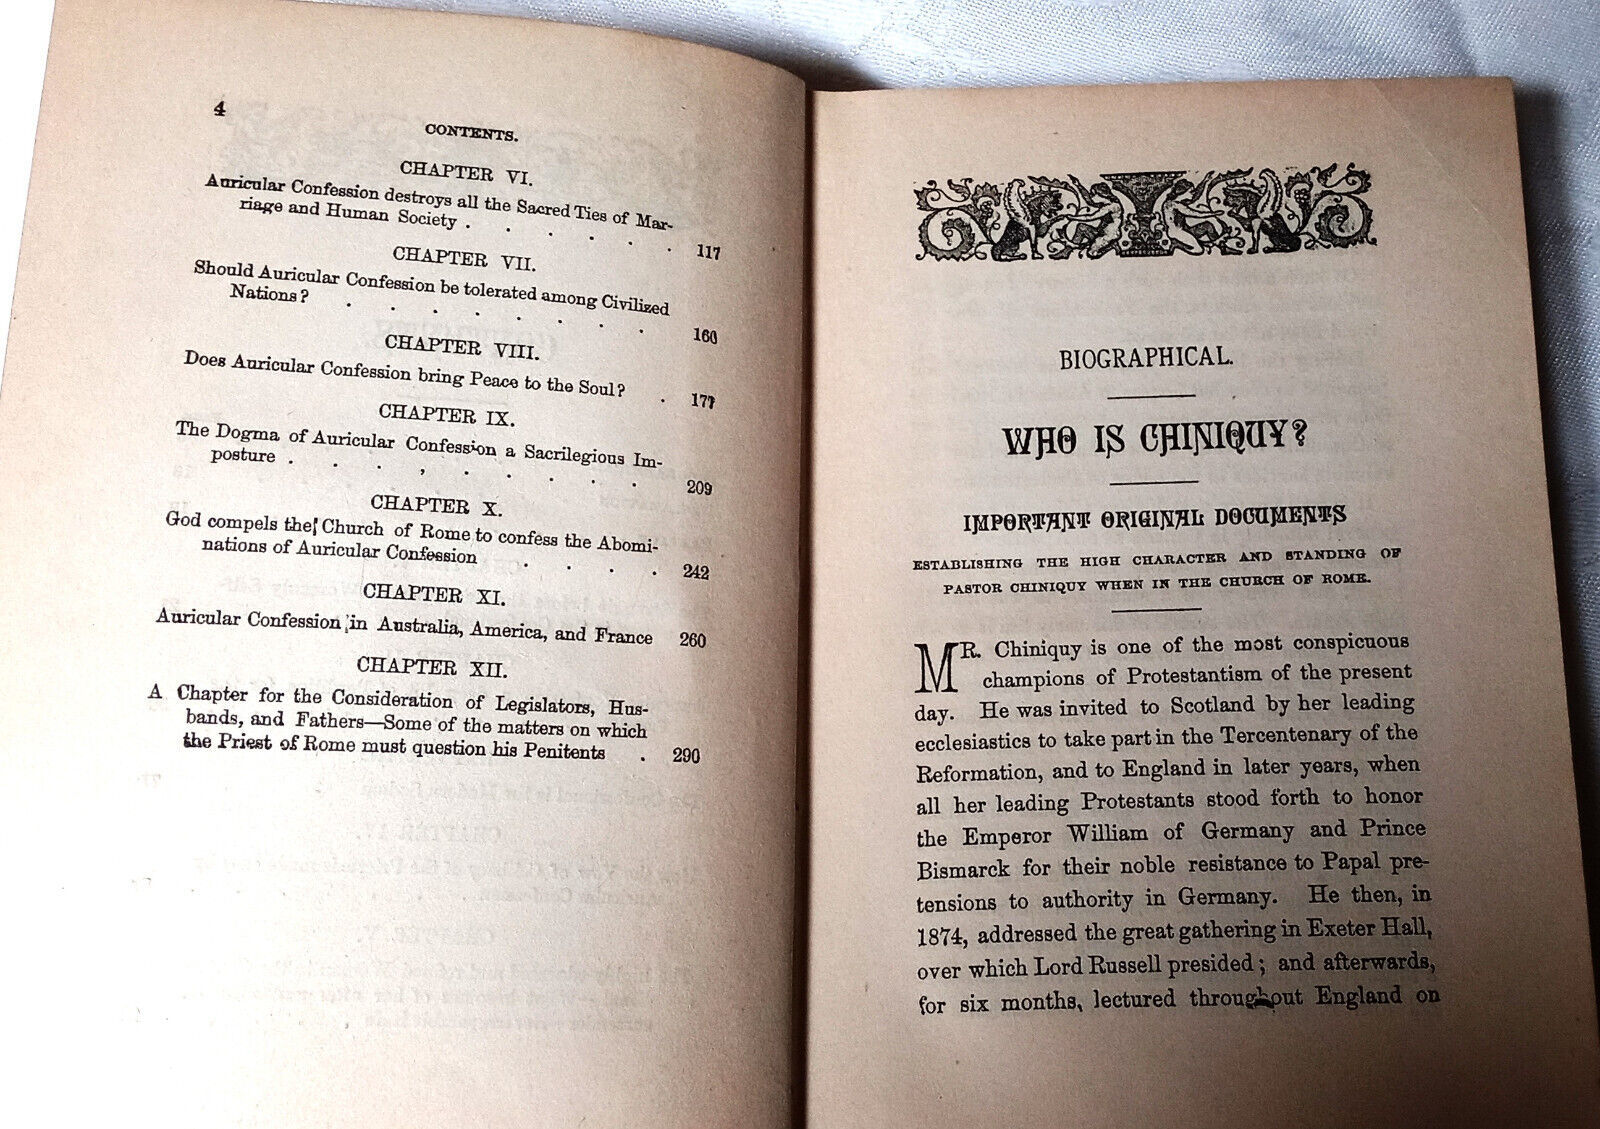 4
CONTENTS.
CHAPTER VI.
Auricular Confession destroys all the Sacred Ties of Mar-
riage and Human Society . . . . . . 117
CHAPTER VII.
Should Auricular Confession be tolerated among Civilized
Nations? . . . . . . . . 160
CHAPTER VIII.
Does Auricular Confession bring Peace to the Soul? . 177
CHAPTER IX.
The Dogma of Auricular Confession a Sacrilegious Im-
posture . . . . . . . . . 209
CHAPTER X.
God compels the Church of Rome to confess the Abomi-
nations of Auricular Confession . . . . 242
CHAPTER XI.
Auricular Confession in Australia, America, and France 260
CHAPTER XII.
A Chapter for the Consideration of Legislators, Hus-
bands, and Fathers—Some of the matters on which
the Priest of Rome must question his Penitents . 290
BIOGRAPHICAL.
WHO IS CHINIQUY?
IMPORTANT ORIGINAL DOCUMENTS
ESTABLISHING THE HIGH CHARACTER AND STANDING OF
PASTOR CHINIQUY WHEN IN THE CHURCH OF ROME.
MR. Chiniquy is one of the most conspicuous
champions of Protestantism of the present
day. He was invited to Scotland by her leading
ecclesiastics to take part in the Tercentenary of the
Reformation, and to England in later years, when
all her leading Protestants stood forth to honor
the Emperor William of Germany and Prince
Bismarck for their noble resistance to Papal pre-
tensions to authority in Germany. He then, in
1874, addressed the great gathering in Exeter Hall,
over which Lord Russell presided; and afterwards,
for six months, lectured throughout England on